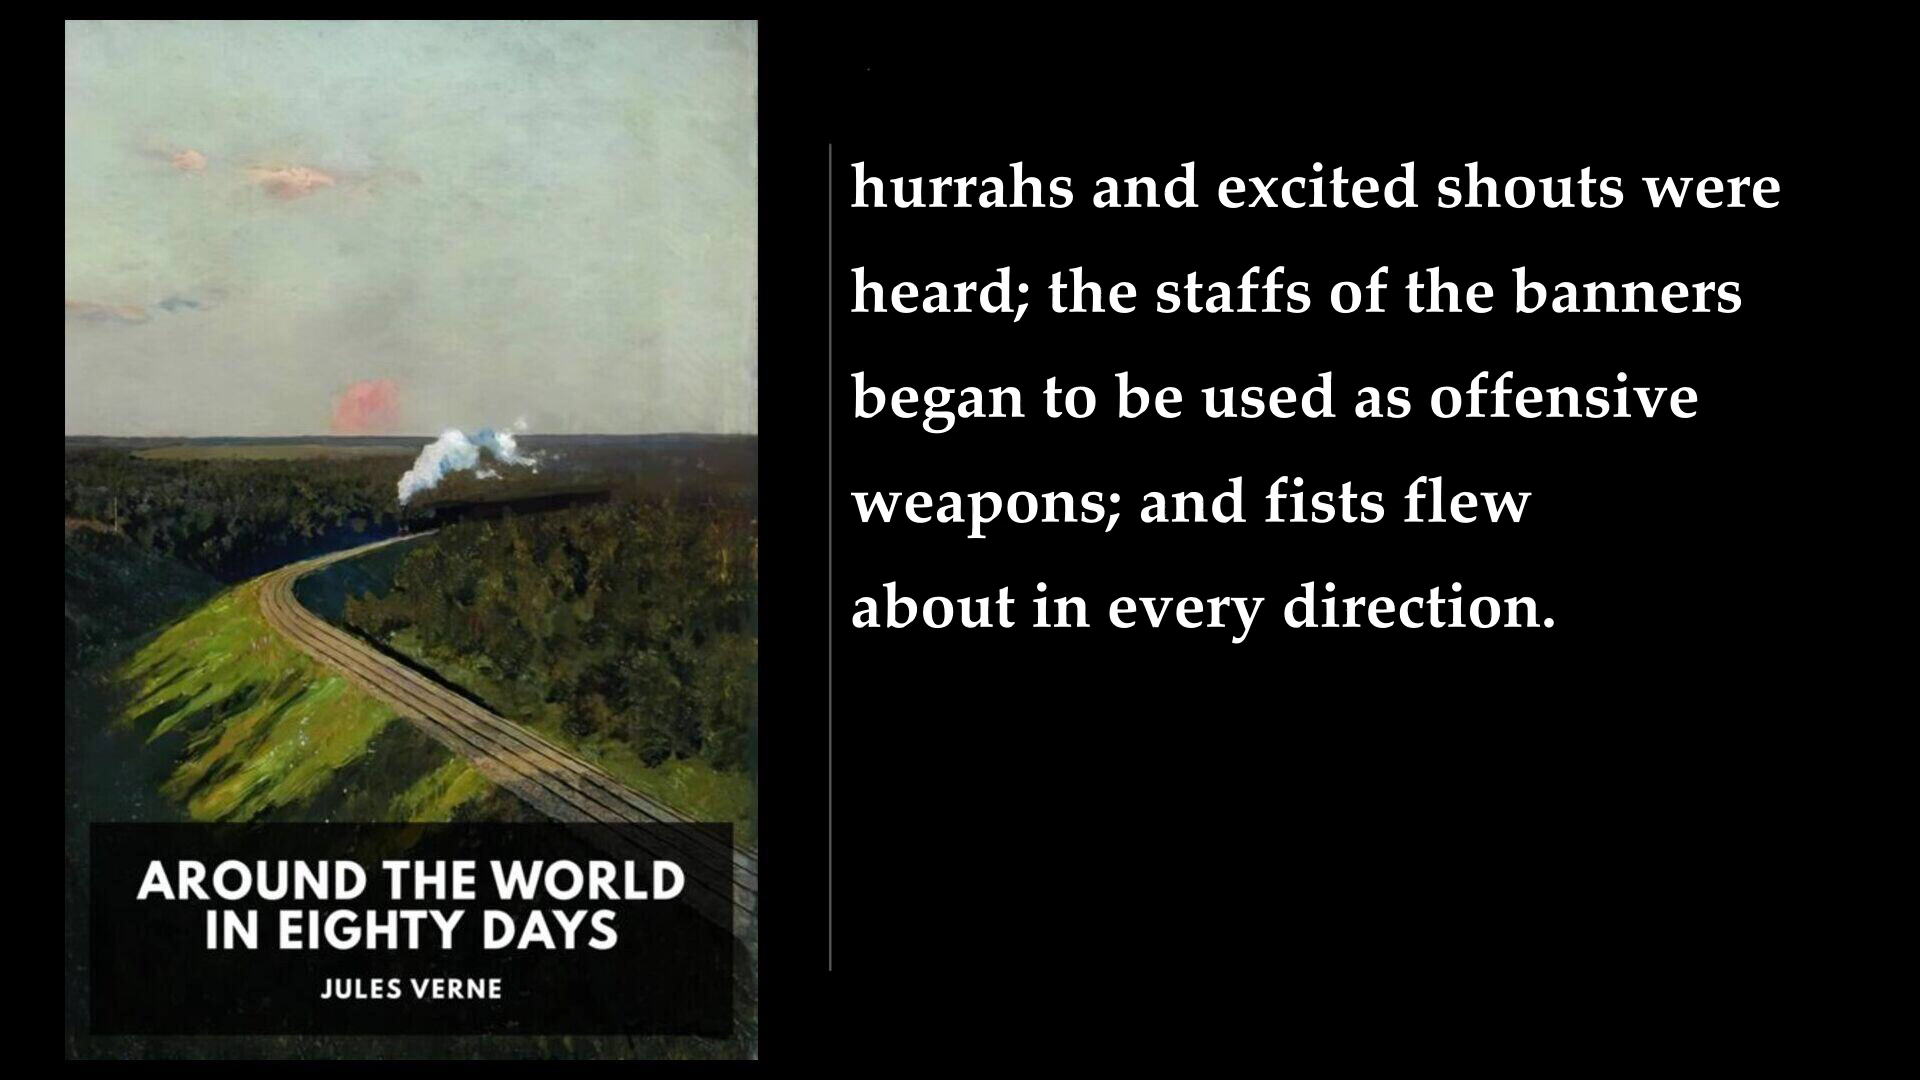 hurrahs and excited shouts were
heard; the staffs of the banners
began to be used as offensive
weapons; and fists flew
about in every direction.
AROUND THE WORLD
IN EIGHTY DAYS
JULES VERNE